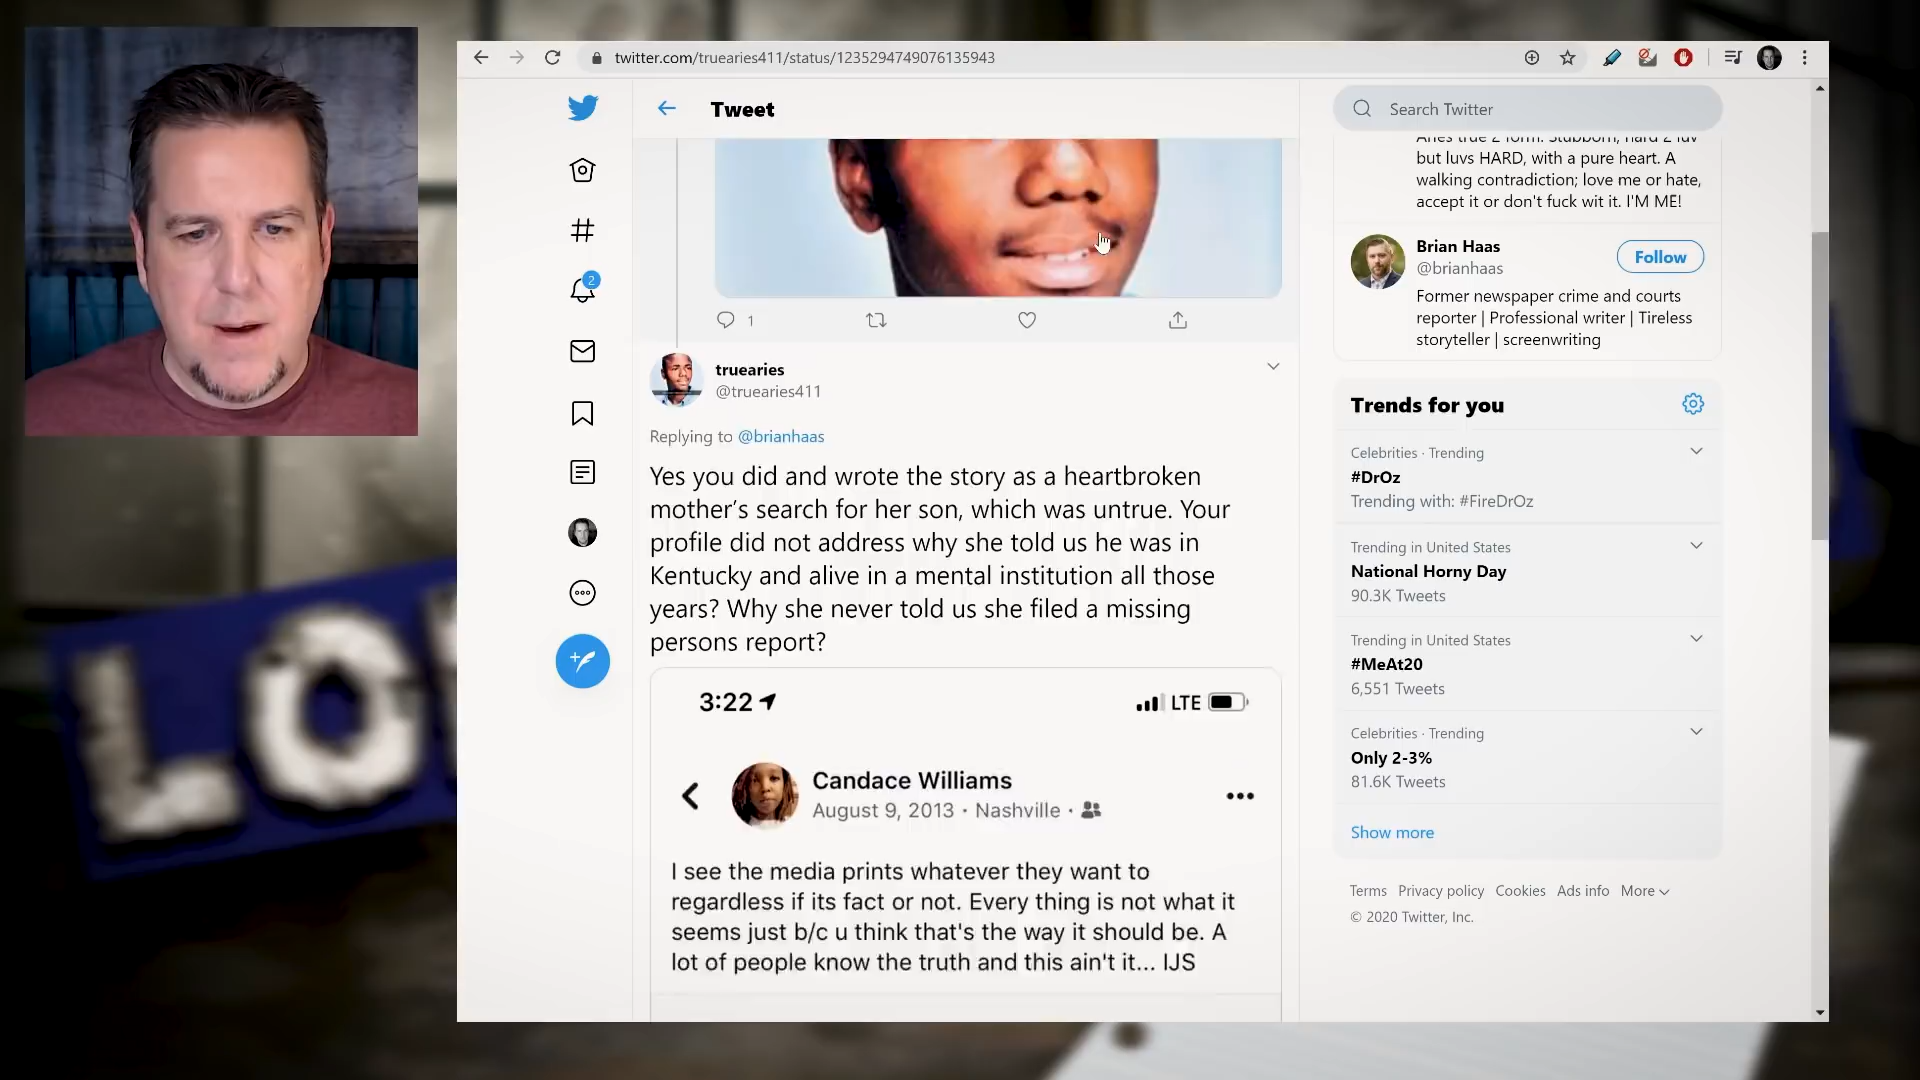 twitter.com/truearies411/status/1235294749076135943
Tweet
Search Twitter
Aries true 2 form. Stubborn, hard 2 luv
but luvs HARD, with a pure heart. A
walking contradiction; love me or hate,
accept it or don't fuck wit it. I'M ME!
Brian Haas
@brianhaas
Follow
Former newspaper crime and courts
reporter | Professional writer | Tireless
storyteller | screenwriting
2
1
truearies
@truearies411
Replying to @brianhaas
Yes you did and wrote the story as a heartbroken
mother’s search for her son, which was untrue. Your
profile did not address why she told us he was in
Kentucky and alive in a mental institution all those
years? Why she never told us she filed a missing
persons report?
3:22
LTE
Candace Williams
August 9, 2013 · Nashville ·
I see the media prints whatever they want to
regardless if its fact or not. Every thing is not what it
seems just b/c u think that's the way it should be. A
lot of people know the truth and this ain't it... IJS
Trends for you
Celebrities · Trending
#DrOz
Trending with: #FireDrOz
Trending in United States
National Horny Day
90.3K Tweets
Trending in United States
#MeAt20
6,551 Tweets
Celebrities · Trending
Only 2-3%
81.6K Tweets
Show more
Terms Privacy policy Cookies Ads info More
© 2020 Twitter, Inc.
LO